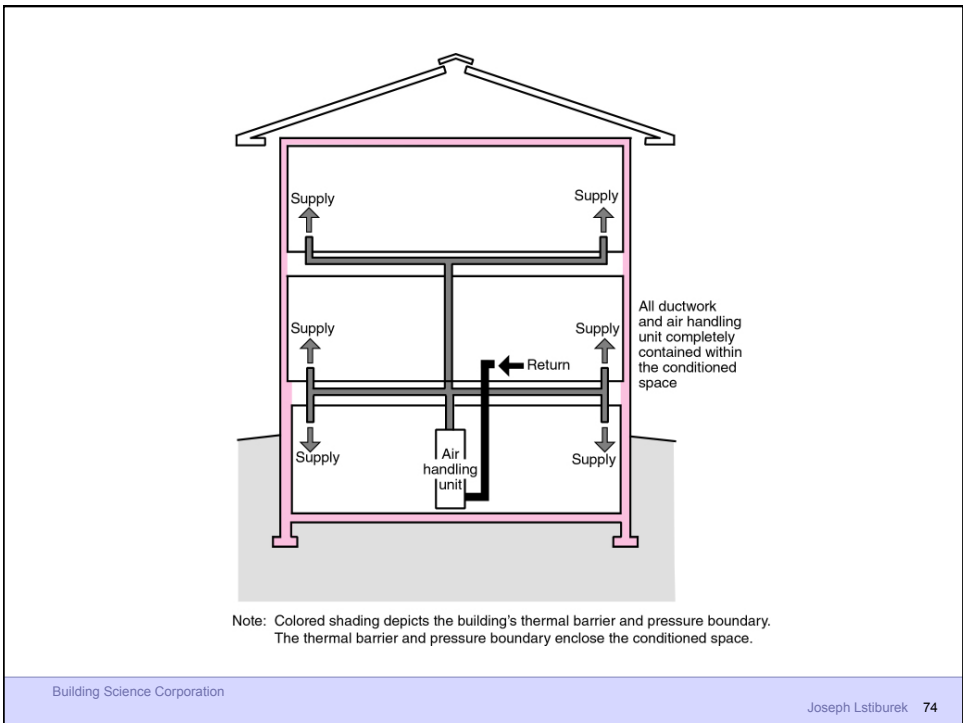 Supply
Supply
Supply
Supply
Return
All ductwork
and air handling
unit completely
contained within
the conditioned
space
Supply
Supply
Air
handling
unit
Note: Colored shading depicts the building's thermal barrier and pressure boundary.
The thermal barrier and pressure boundary enclose the conditioned space.
Building Science Corporation
Joseph Lstiburek 74